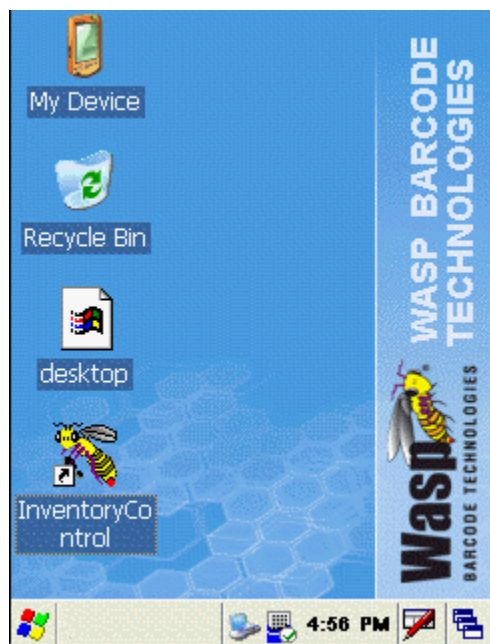 My Device
Recycle Bin
desktop
InventoryCo
ntrol
WASP BARCODE
TECHNOLOGIES
Wasp
BARCODE TECHNOLOGIES
4:56 PM